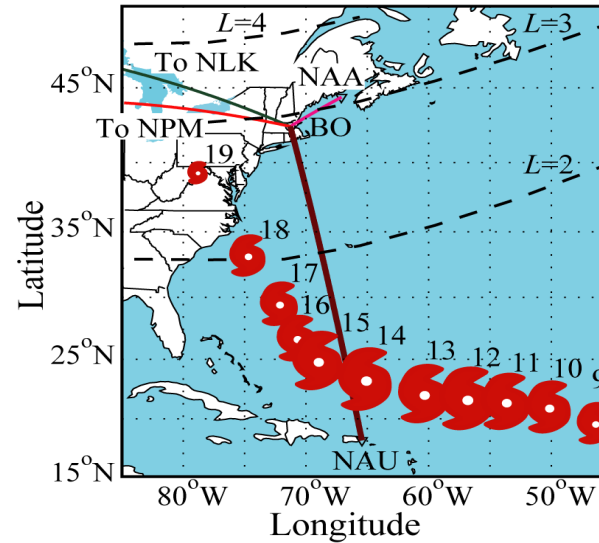 L=4
L=3
To NLK
NAA
45°N
To NPM
BO
19
L=2
35°N
18
17
16
15
14
13
12
11
10
9
25°N
15°N
NAU
80°W
70°W
60°W
50°W
Latitude
Longitude